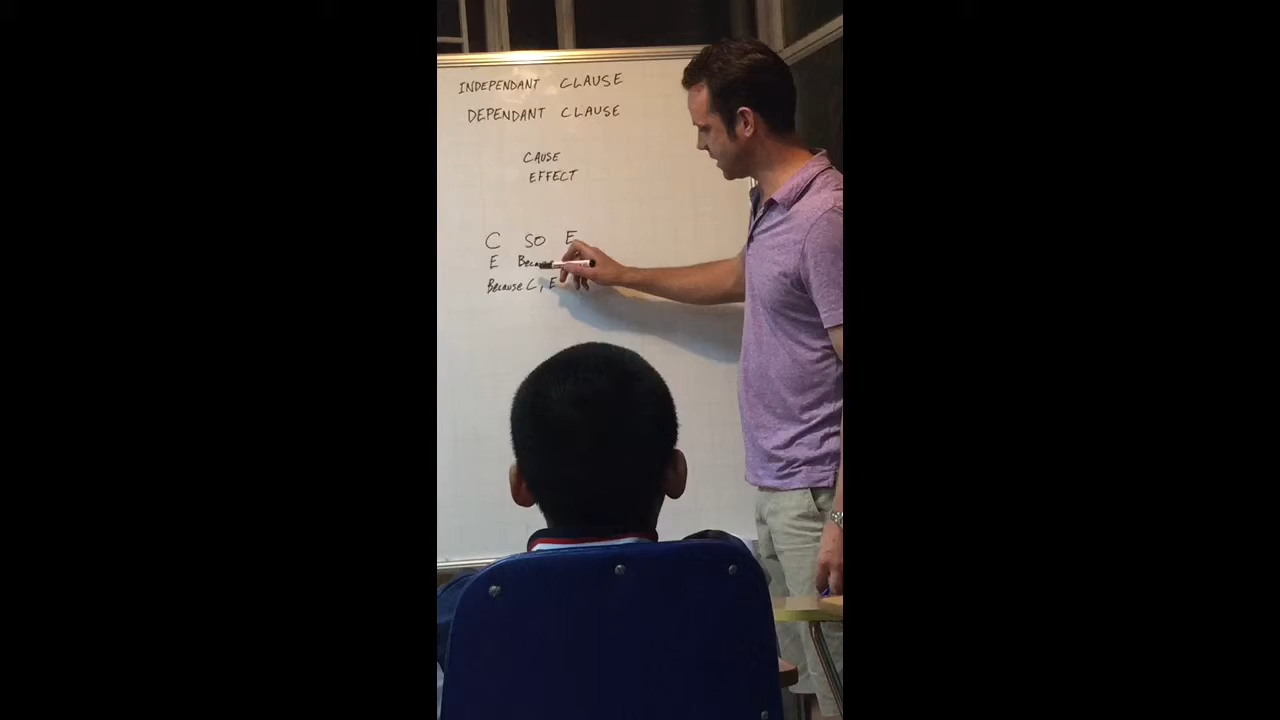 INDEPENDANT CLAUSE
DEPENDANT CLAUSE
CAUSE
EFFECT
C SO E
E
Because C, E